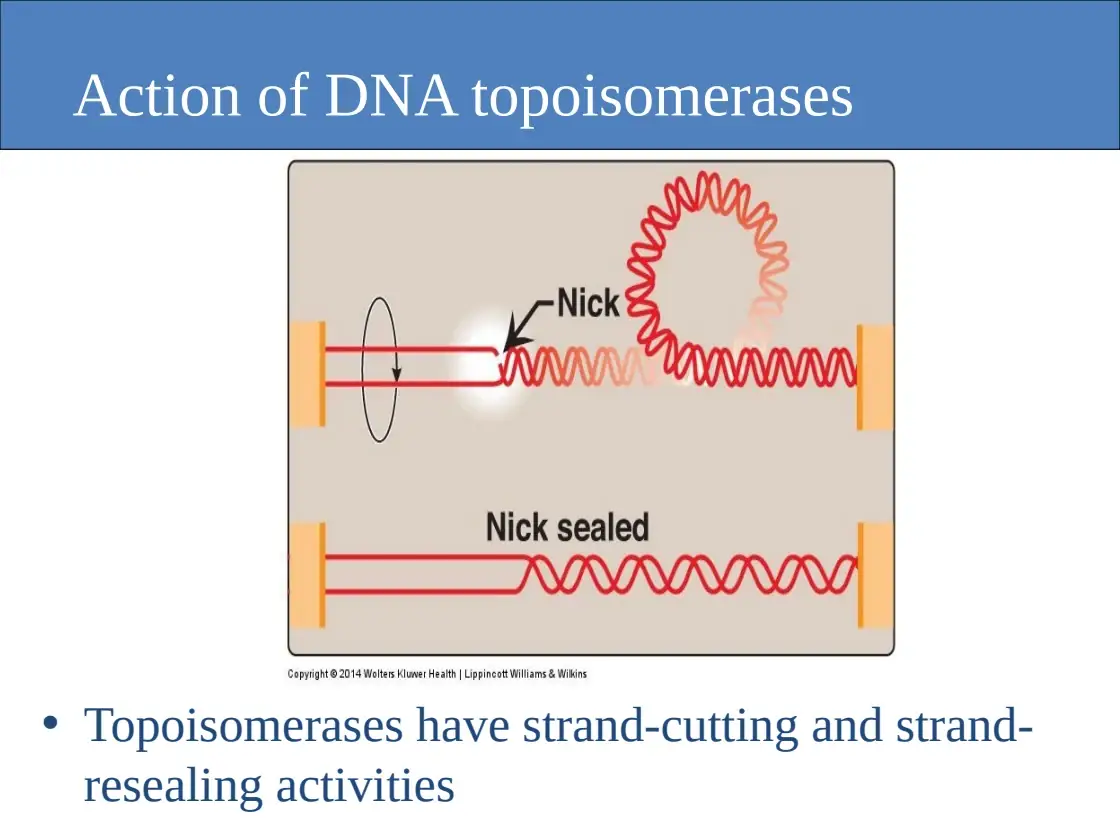 Action of DNA topoisomerases
Nick
Nick sealed
Copyright © 2014 Wolters Kluwer Health | Lippincott Williams & Wilkins
• Topoisomerases have strand-cutting and strand-
resealing activities